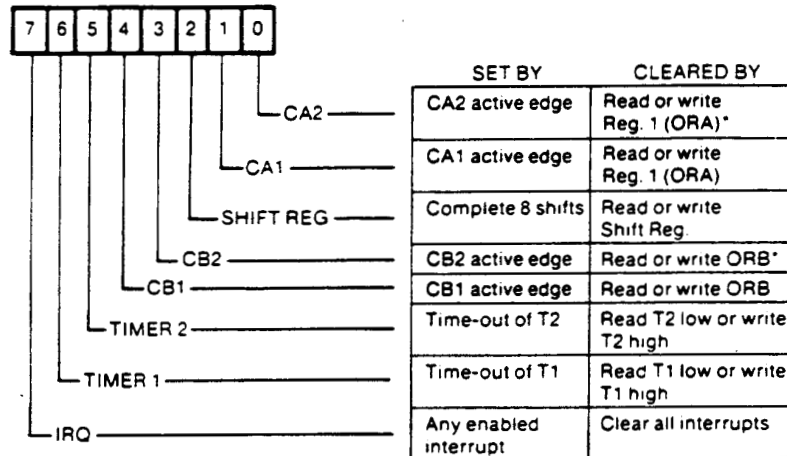 7 6 5 4 3 2 1 0
SET BY CLEARED BY
CA2 CA2 active edge Read or write
Reg. 1 (ORA)*
CA1 CA1 active edge Read or write
Reg. 1 (ORA)
SHIFT REG Complete 8 shifts Read or write
Shift Reg.
CB2 CB2 active edge Read or write ORB*
CB1 CB1 active edge Read or write ORB
TIMER 2 Time-out of T2 Read T2 low or write
T2 high
TIMER 1 Time-out of T1 Read T1 low or write
T1 high
IRQ Any enabled Clear all interrupts
interrupt